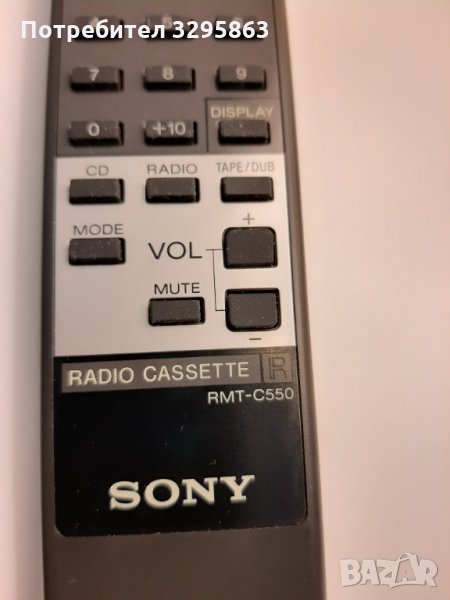 Потребител 3295863
7 8 9
0 +10 DISPLAY
CD RADIO TAPE/DUB
+
MODE
VOL
MUTE
−
RADIO CASSETTE R
RMT-C550
SONY
BAZAR